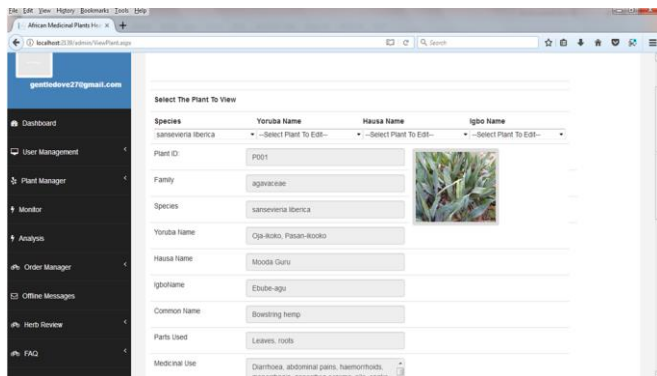 File Edit View History Bookmarks Tools Help
African Medicinal Plants
localhost:2138/admin/ViewPlant.aspx
Search
gentledove27@gmail.com
Dashboard
User Management
Plant Manager
Monitor
Analysis
Order Manager
Offline Messages
Herb Review
FAQ
Select The Plant To View
Species Yoruba Name Hausa Name Igbo Name
sansevieria liberica --Select Plant To Edit-- --Select Plant To Edit-- --Select Plant To Edit--
Plant ID: P001
Family agavaceae
Species sansevieria liberica
Yoruba Name Oja-ikoko, Pasan-ikooko
Hausa Name Mooda Guru
IgboName Ebube-agu
Common Name Bowstring hemp
Parts Used Leaves, roots
Medicinal Use Diarrhoea, abdominal pains, haemorrhoids,